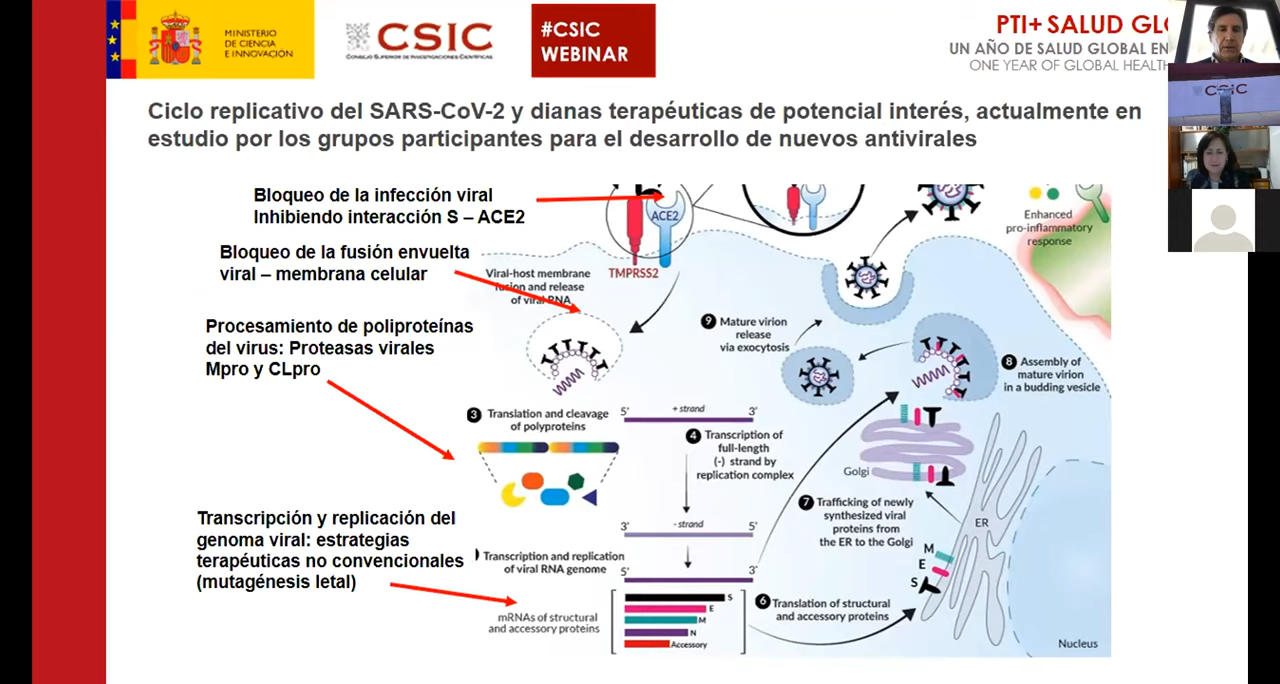 MINISTERIO
DE CIENCIA
E INNOVACIÓN
CSIC
CONSEJO SUPERIOR DE INVESTIGACIONES CIENTÍFICAS
#CSIC
WEBINAR
PTI+ SALUD GL
UN AÑO DE SALUD GLOBAL EN
ONE YEAR OF GLOBAL HEALTH
CSIC
Ciclo replicativo del SARS-CoV-2 y dianas terapéuticas de potencial interés, actualmente en
estudio por los grupos participantes para el desarrollo de nuevos antivirales
Bloqueo de la infección viral
Inhibiendo interacción S – ACE2
Bloqueo de la fusión envuelta
viral – membrana celular
Procesamiento de poliproteínas
del virus: Proteasas virales
Mpro y CLpro
Transcripción y replicación del
genoma viral: estrategias
terapéuticas no convencionales
(mutagénesis letal)
ACE2
TMPRSS2
Viral-host membrane
fusion and release
of viral RNA
Enhanced
pro-inflammatory
response
9 Mature virion
release
via exocytosis
8 Assembly of
mature virion
in a budding vesicle
3 Translation and cleavage
of polyproteins
5' + strand 3'
4 Transcription of
full-length
(-) strand by
replication complex
Golgi
7 Trafficking of newly
synthesized viral
proteins from
the ER to the Golgi
ER
3' - strand 5'
Transcription and replication
of viral RNA genome
5' 3'
M
E
S
mRNAs of structural
and accessory proteins
S
E
M
N
Accessory
6 Translation of structural
and accessory proteins
Nucleus